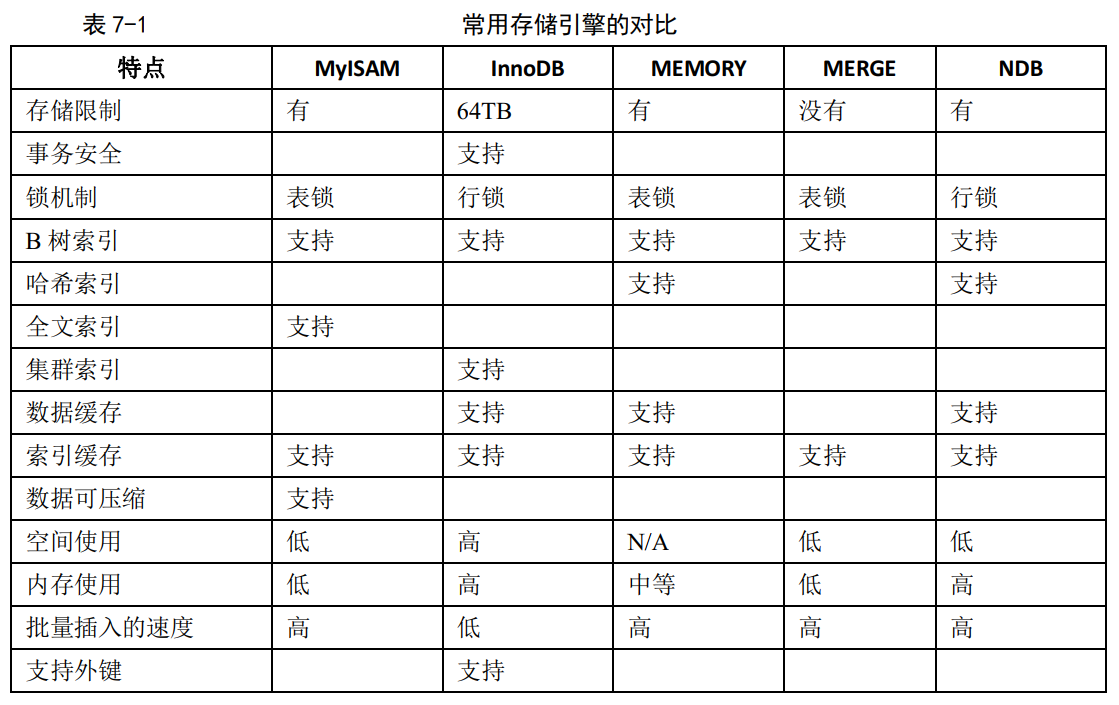 表 7-1 常用存储引擎的对比
特点 MyISAM InnoDB MEMORY MERGE NDB
存储限制 有 64TB 有 没有 有
事务安全 支持
锁机制 表锁 行锁 表锁 表锁 行锁
B 树索引 支持 支持 支持 支持 支持
哈希索引 支持 支持
全文索引 支持
集群索引 支持
数据缓存 支持 支持 支持
索引缓存 支持 支持 支持 支持 支持
数据可压缩 支持
空间使用 低 高 N/A 低 低
内存使用 低 高 中等 低 高
批量插入的速度 高 低 高 高 高
支持外键 支持